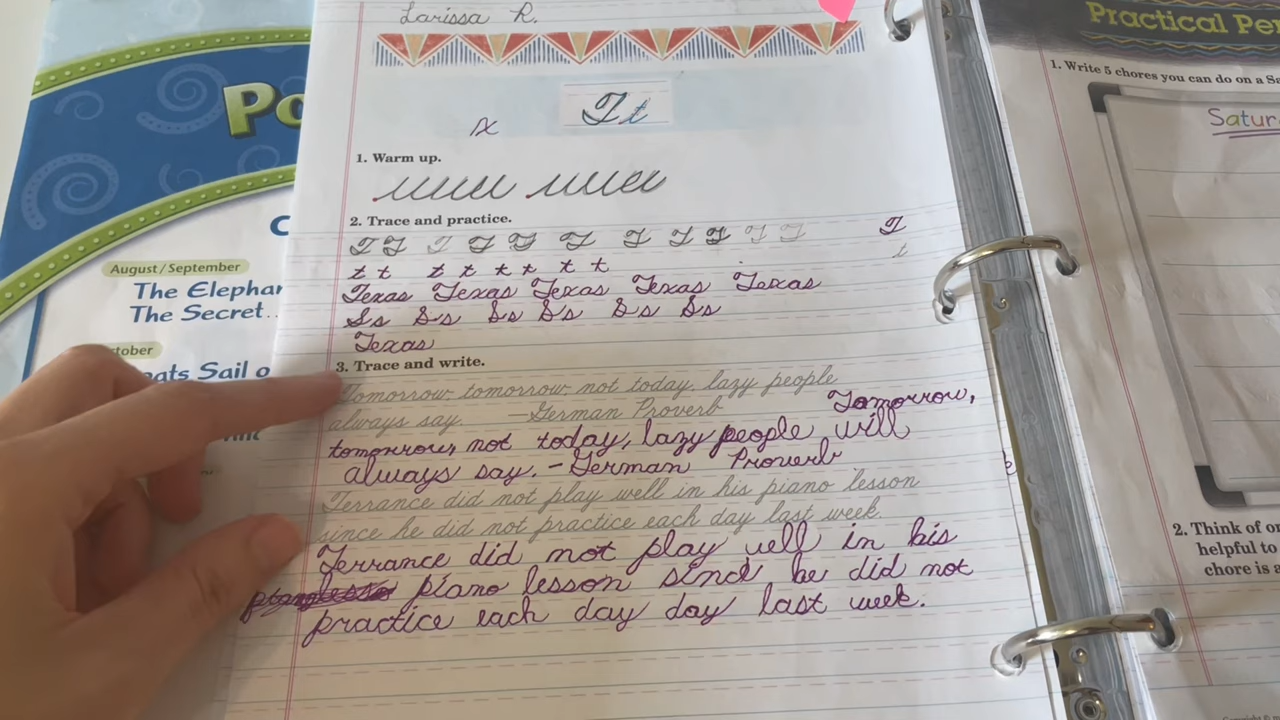 Po
C
August/September
The Elephan
The Secret...
ctober
oats Sail o
Larissa R.
Tt
x
1. Warm up.
uuuu uuuu
2. Trace and practice.
T T T T T T T T T T T T
t t t t t t t t t
Texas Texas Texas Texas Texas
Ss Ss Ss Ss Ss Ss
Texas
3. Trace and write.
Tomorrow, tomorrow, not today, lazy people
always say. —German Proverb
Tomorrow,
tomorrow, not today, lazy people will
always say. - German Proverb
Terrance did not play well in his piano lesson
since he did not practice each day last week.
Terrance did not play well in his
piano lesson since he did not
practice each day day last week.
Practical Pe
1. Write 5 chores you can do on a Sa
Satur
2. Think of or
helpful to
chore is a